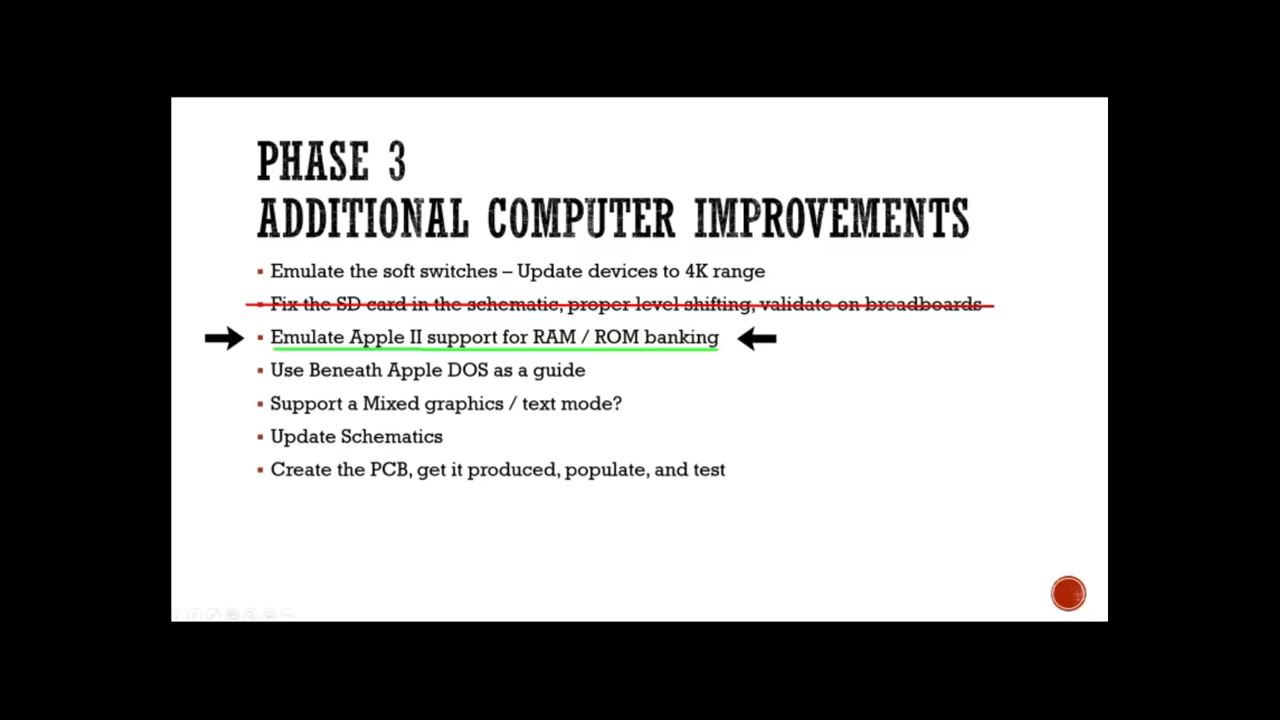 PHASE 3
ADDITIONAL COMPUTER IMPROVEMENTS
▪ Emulate the soft switches – Update devices to 4K range
▪ Fix the SD card in the schematic, proper level shifting, validate on breadboards
▪ Emulate Apple II support for RAM / ROM banking
▪ Use Beneath Apple DOS as a guide
▪ Support a Mixed graphics / text mode?
▪ Update Schematics
▪ Create the PCB, get it produced, populate, and test